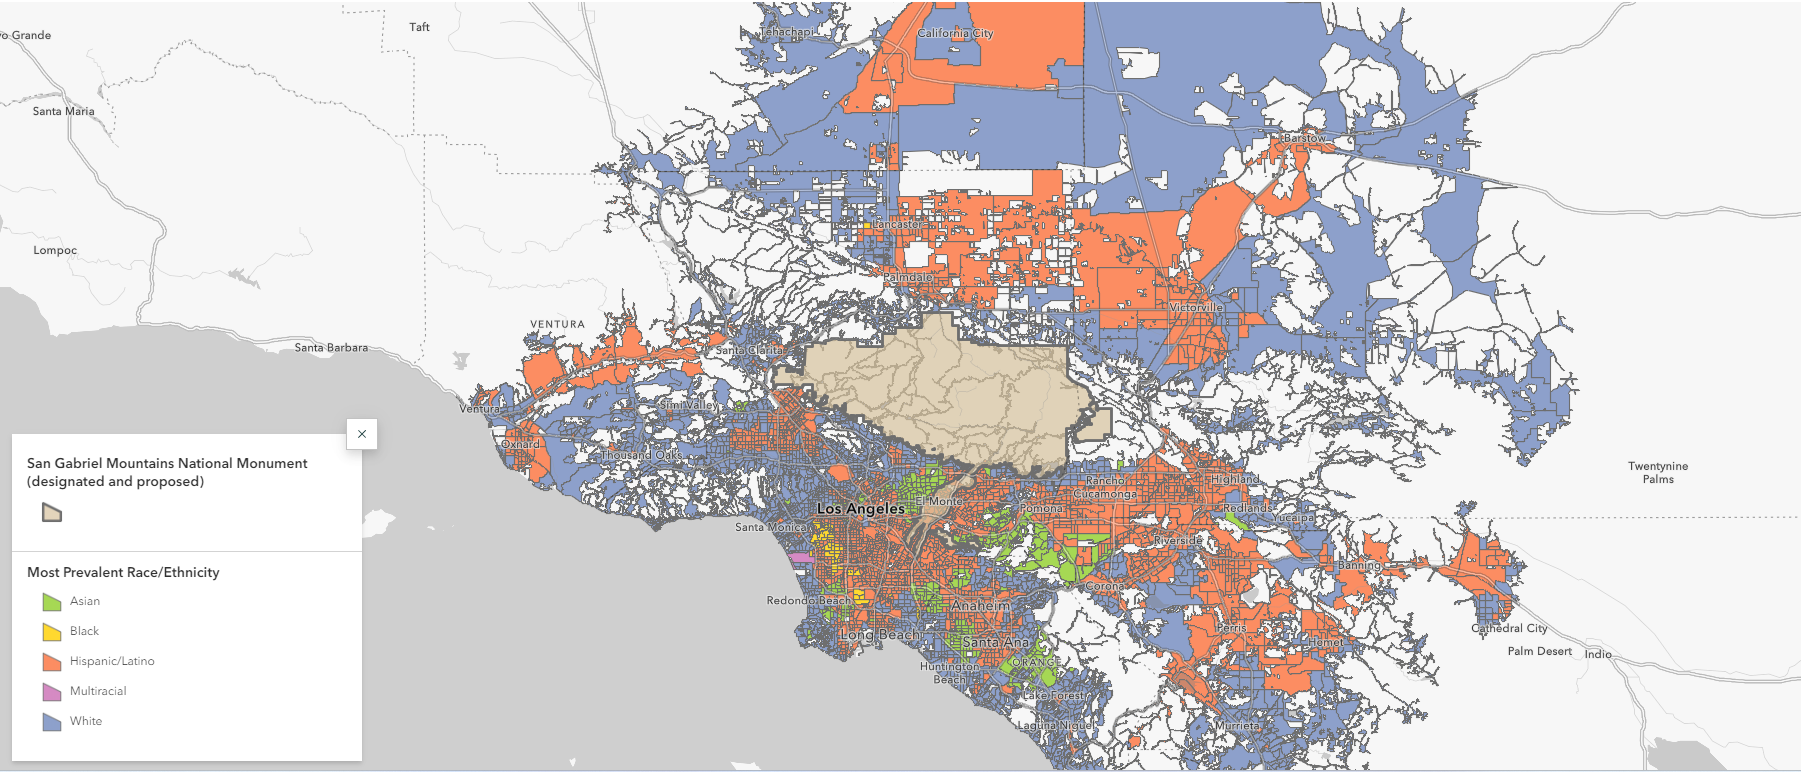 Taft
California City
Tehachapi
yo Grande
Santa Maria
Barstow
Lompoc
Lancaster
Palmdale
Victorville
VENTURA
Santa Barbara
Santa Clarita
Ventura
Simi Valley
Oxnard
Thousand Oaks
Twentynine
Palms
Rancho
Cucamonga
Highland
El Monte
Pomona
Los Angeles
Redlands
Yucaipa
Santa Monica
Riverside
Banning
Corona
Redondo Beach
Anaheim
Long Beach
Santa Ana
Perris
Hemet
Cathedral City
Palm Desert
Indio
Huntington
Beach
ORANGE
Lake Forest
Laguna Niguel
Murrieta
San Gabriel Mountains National Monument
(designated and proposed)
Most Prevalent Race/Ethnicity
Asian
Black
Hispanic/Latino
Multiracial
White